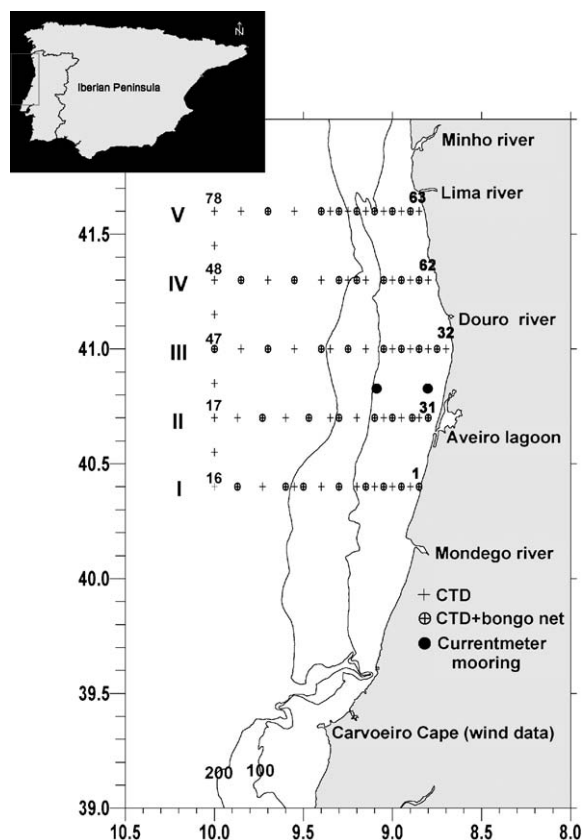 N
Iberian Peninsula
Minho river
78
63
Lima river
V
41.5
48
62
IV
Douro river
32
47
41.0
III
17
31
II
Aveiro lagoon
40.5
16
1
I
Mondego river
40.0
CTD
CTD+bongo net
Currentmeter
mooring
39.5
Carvoeiro Cape (wind data)
200
100
39.0
10.5 10.0 9.5 9.0 8.5 8.0